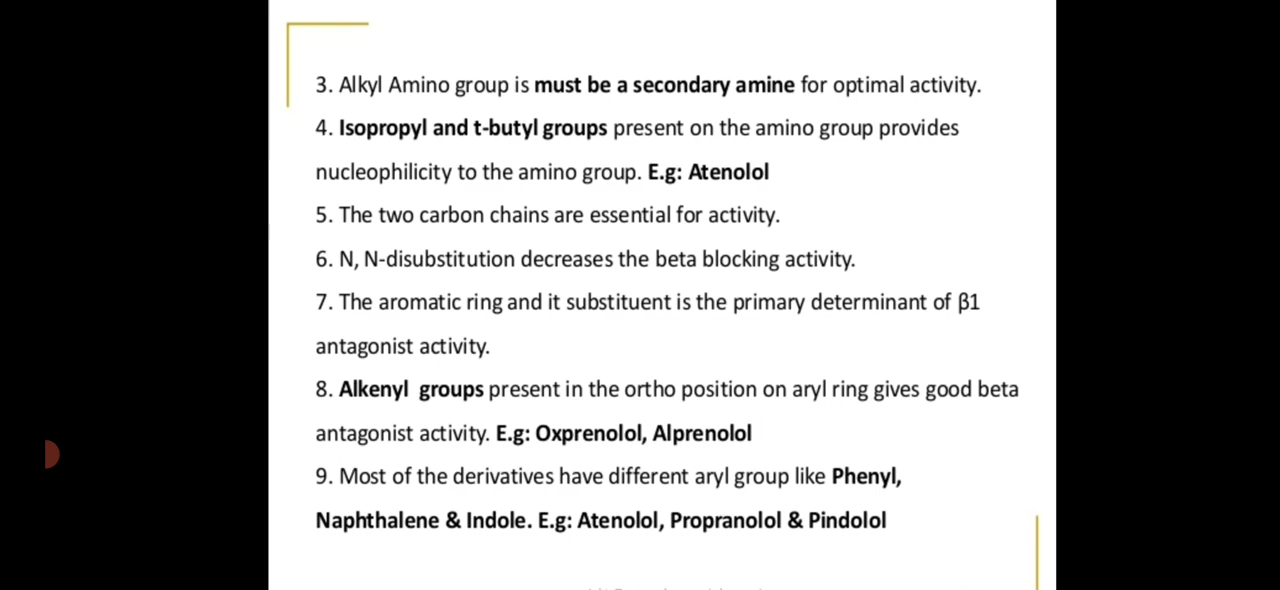 3. Alkyl Amino group is must be a secondary amine for optimal activity.
4. Isopropyl and t-butyl groups present on the amino group provides
nucleophilicity to the amino group. E.g: Atenolol
5. The two carbon chains are essential for activity.
6. N, N-disubstitution decreases the beta blocking activity.
7. The aromatic ring and it substituent is the primary determinant of β1
antagonist activity.
8. Alkenyl groups present in the ortho position on aryl ring gives good beta
antagonist activity. E.g: Oxprenolol, Alprenolol
9. Most of the derivatives have different aryl group like Phenyl,
Naphthalene & Indole. E.g: Atenolol, Propranolol & Pindolol